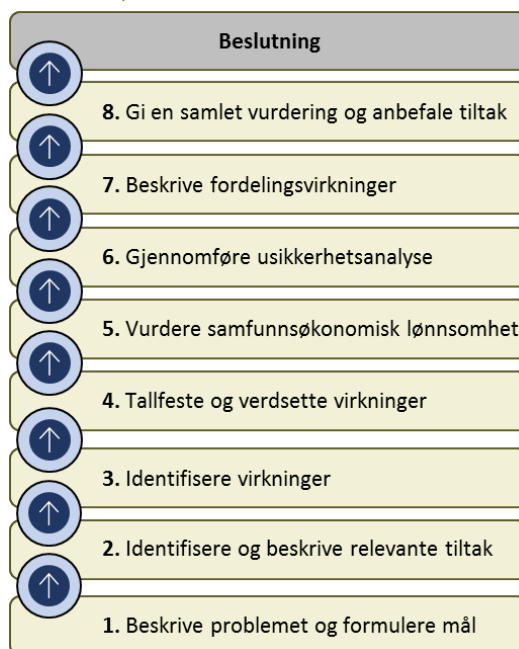 Beslutning
8. Gi en samlet vurdering og anbefale tiltak
7. Beskrive fordelingsvirkninger
6. Gjennomføre usikkerhetsanalyse
5. Vurdere samfunnsøkonomisk lønnsomhet
4. Tallfeste og verdsette virkninger
3. Identifisere virkninger
2. Identifisere og beskrive relevante tiltak
1. Beskrive problemet og formulere mål